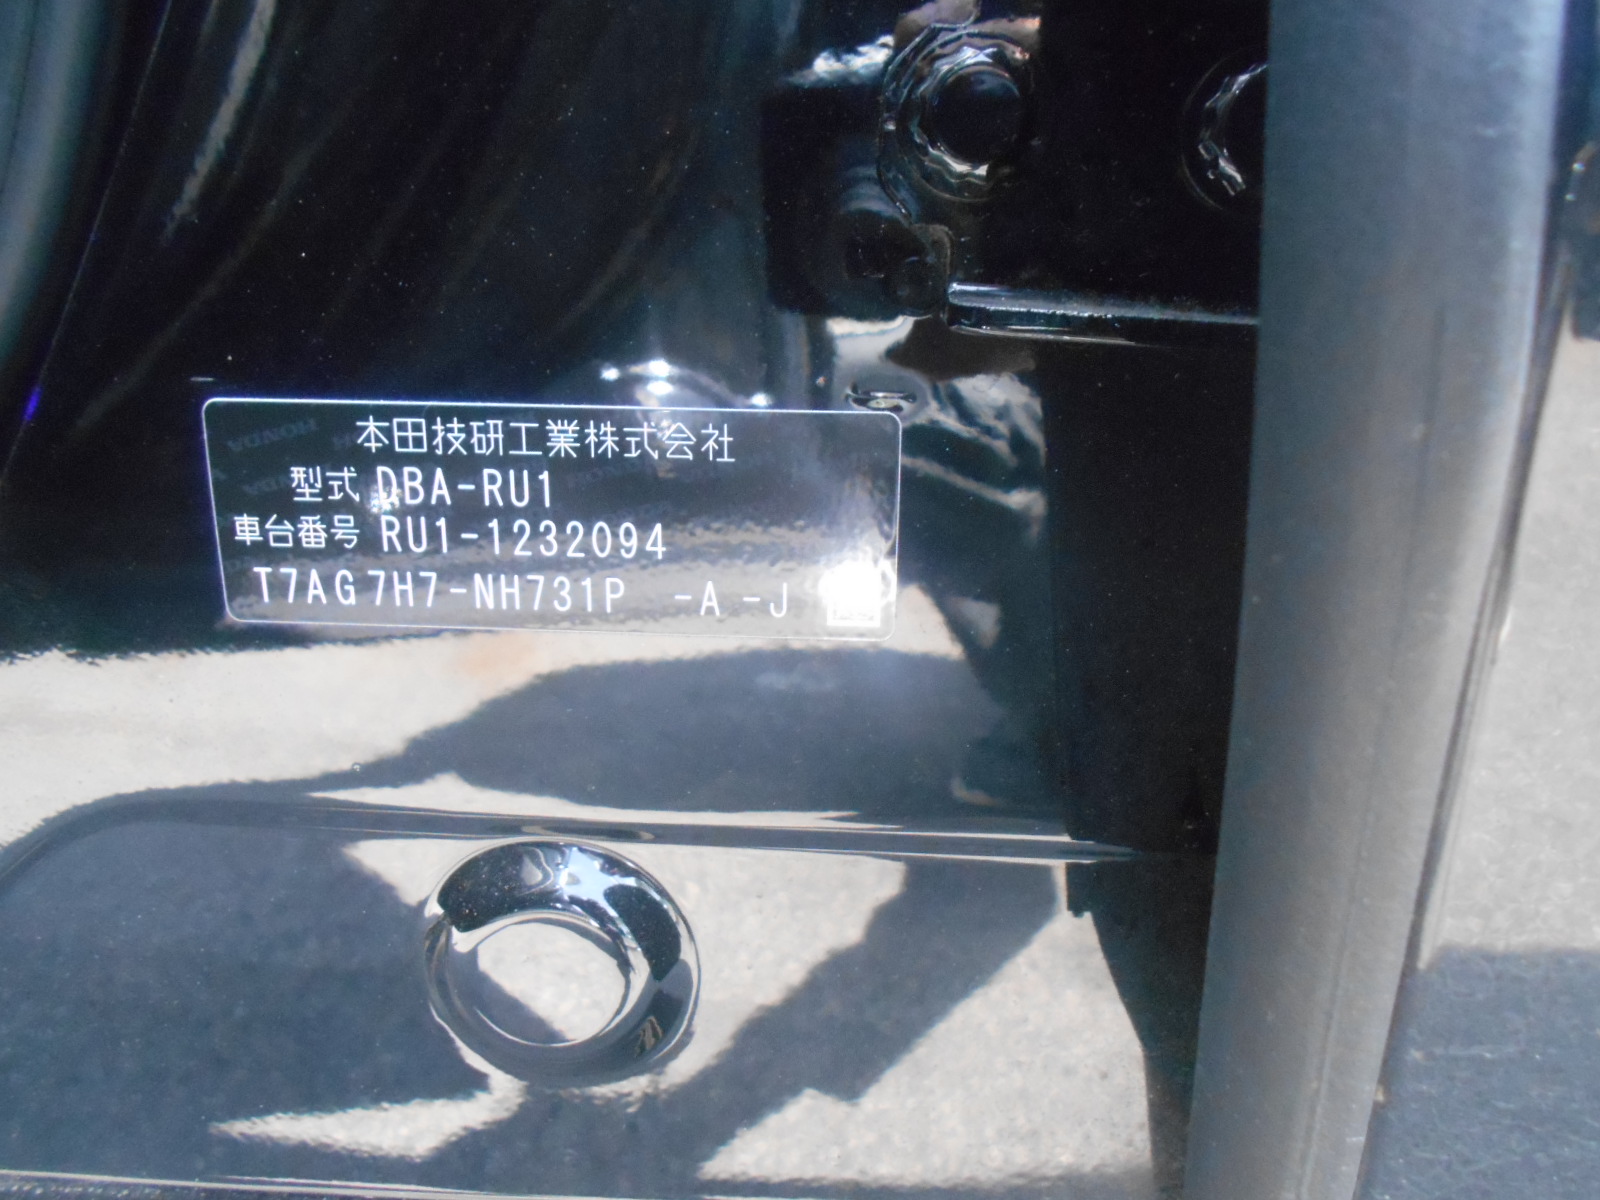 本田技研工業株式会社
型式 DBA-RU1
車台番号 RU1-1232094
T7AG7H7-NH731P -A -J